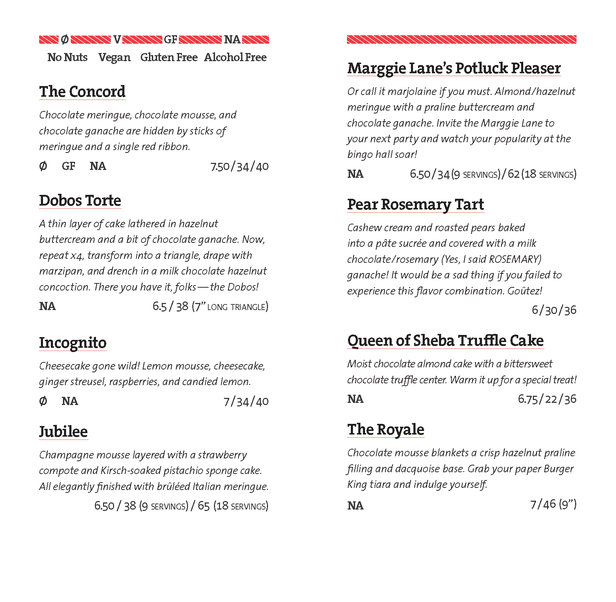 Ø V GF NA
No Nuts Vegan Gluten Free Alcohol Free
The Concord
Chocolate meringue, chocolate mousse, and
chocolate ganache are hidden by sticks of
meringue and a single red ribbon.
Ø GF NA 7.50/34/40
Dobos Torte
A thin layer of cake lathered in hazelnut
buttercream and a bit of chocolate ganache. Now,
repeat x4, transform into a triangle, drape with
marzipan, and drench in a milk chocolate hazelnut
concoction. There you have it, folks—the Dobos!
NA 6.5 / 38 (7” LONG TRIANGLE)
Incognito
Cheesecake gone wild! Lemon mousse, cheesecake,
ginger streusel, raspberries, and candied lemon.
Ø NA 7/34/40
Jubilee
Champagne mousse layered with a strawberry
compote and Kirsch-soaked pistachio sponge cake.
All elegantly finished with brûléed Italian meringue.
6.50 / 38 (9 SERVINGS) / 65 (18 SERVINGS)
Marggie Lane’s Potluck Pleaser
Or call it marjolaine if you must. Almond/hazelnut
meringue with a praline buttercream and
chocolate ganache. Invite the Marggie Lane to
your next party and watch your popularity at the
bingo hall soar!
NA 6.50/34(9 SERVINGS)/62(18 SERVINGS)
Pear Rosemary Tart
Cashew cream and roasted pears baked
into a pâte sucrée and covered with a milk
chocolate/rosemary (Yes, I said ROSEMARY)
ganache! It would be a sad thing if you failed to
experience this flavor combination. Goûtez!
6/30/36
Queen of Sheba Truffle Cake
Moist chocolate almond cake with a bittersweet
chocolate truffle center. Warm it up for a special treat!
NA 6.75/22/36
The Royale
Chocolate mousse blankets a crisp hazelnut praline
filling and dacquoise base. Grab your paper Burger
King tiara and indulge yourself.
NA 7/46 (9”)